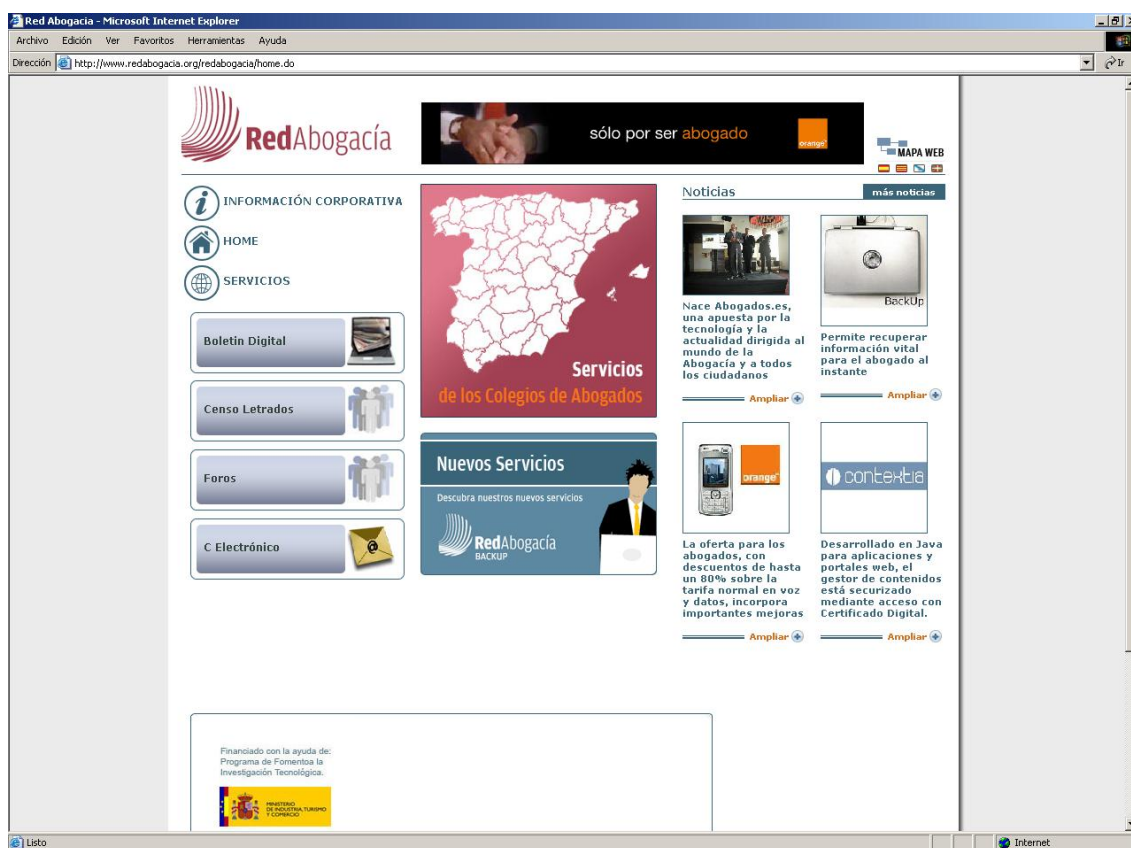 Red Abogacia - Microsoft Internet Explorer
Archivo Edición Ver Favoritos Herramientas Ayuda
Dirección http://www.redabogacia.org/redabogacia/home.do Ir
RedAbogacía
sólo por ser abogado
orange
MAPA WEB
INFORMACIÓN CORPORATIVA
HOME
SERVICIOS
Boletin Digital
Censo Letrados
Foros
C Electrónico
Servicios
de los Colegios de Abogados
Nuevos Servicios
Descubra nuestros nuevos servicios
RedAbogacía
BACKUP
Noticias
más noticias
Nace Abogados.es,
una apuesta por la
tecnología y la
actualidad dirigida al
mundo de la
Abogacía y a todos
los ciudadanos
Ampliar
BackUp
Permite recuperar
información vital
para el abogado al
instante
Ampliar
orange
La oferta para los
abogados, con
descuentos de hasta
un 80% sobre la
tarifa normal en voz
y datos, incorpora
importantes mejoras
Ampliar
contextia
Desarrollado en Java
para aplicaciones y
portales web, el
gestor de contenidos
está securizado
mediante acceso con
Certificado Digital.
Ampliar
Financiado con la ayuda de:
Programa de Fomentoa la
Investigación Tecnológica.
MINISTERIO
DE INDUSTRIA, TURISMO
Y COMERCIO
Listo
Internet